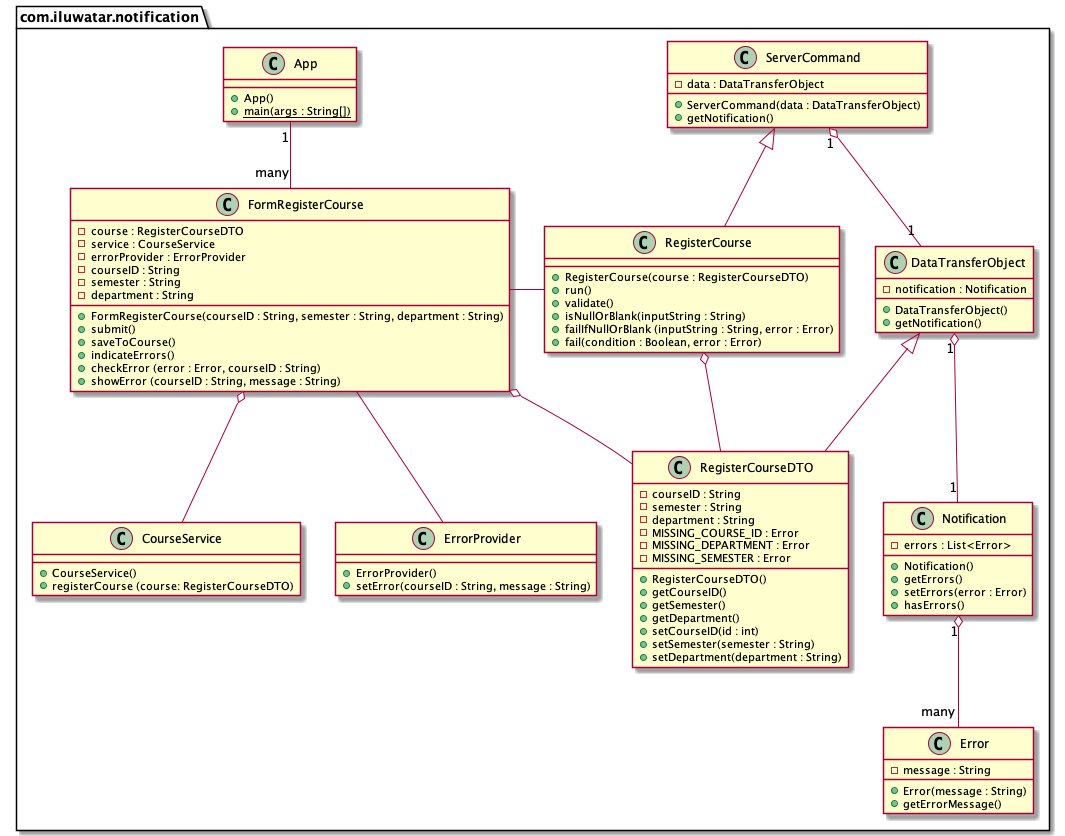 com.iluwatar.notification
C App
App()
main(args : String[])
1
many
C ServerCommand
data : DataTransferObject
ServerCommand(data : DataTransferObject)
getNotification()
1
1
C FormRegisterCourse
course : RegisterCourseDTO
service : CourseService
errorProvider : ErrorProvider
courseID : String
semester : String
department : String
FormRegisterCourse(courseID : String, semester : String, department : String)
submit()
saveToCourse()
indicateErrors()
checkError (error : Error, courseID : String)
showError (courseID : String, message : String)
C RegisterCourse
RegisterCourse(course : RegisterCourseDTO)
run()
validate()
isNullOrBlank(inputString : String)
failIfNullOrBlank (inputString : String, error : Error)
fail(condition : Boolean, error : Error)
C DataTransferObject
notification : Notification
DataTransferObject()
getNotification()
1
1
C CourseService
CourseService()
registerCourse (course: RegisterCourseDTO)
C ErrorProvider
ErrorProvider()
setError(courseID : String, message : String)
C RegisterCourseDTO
courseID : String
semester : String
department : String
MISSING_COURSE_ID : Error
MISSING_DEPARTMENT : Error
MISSING_SEMESTER : Error
RegisterCourseDTO()
getCourseID()
getSemester()
getDepartment()
setCourseID(id : int)
setSemester(semester : String)
setDepartment(department : String)
C Notification
errors : List<Error>
Notification()
getErrors()
setErrors(error : Error)
hasErrors()
1
many
C Error
message : String
Error(message : String)
getErrorMessage()